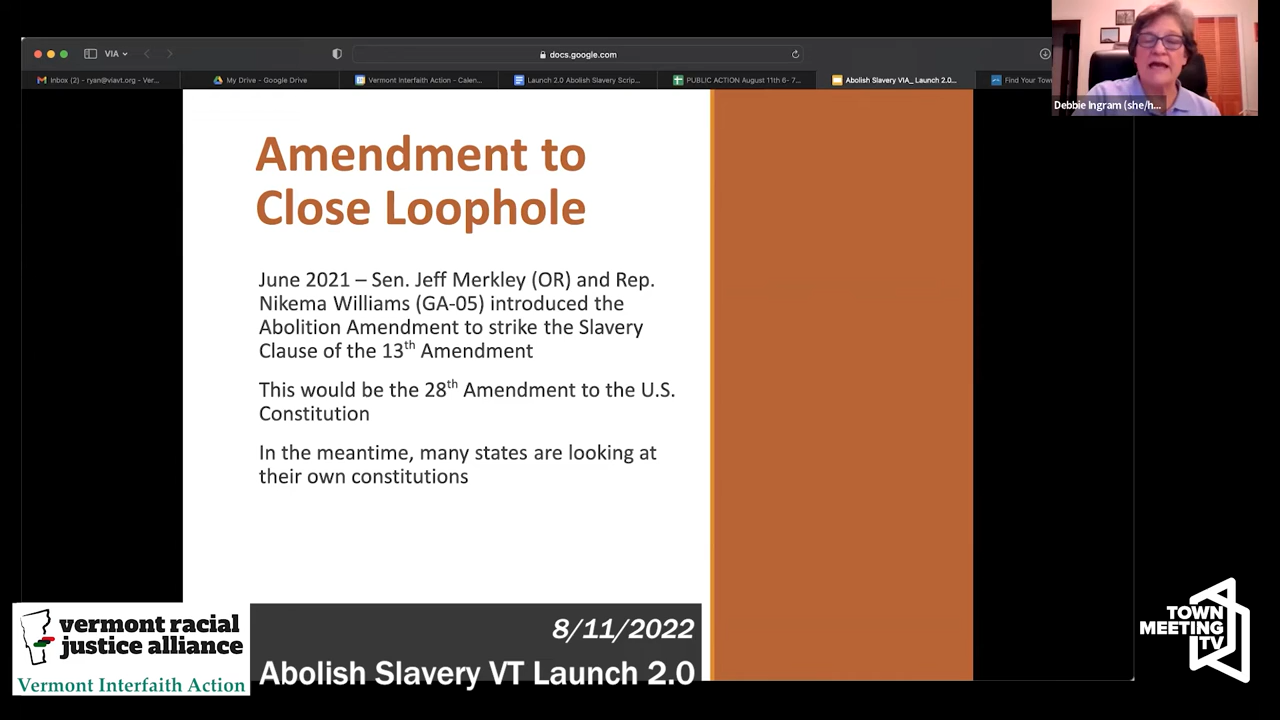 VIA
docs.google.com
Inbox (2) - ryan@viavt.org - Ver...
My Drive - Google Drive
Vermont Interfaith Action - Calen...
Launch 2.0 Abolish Slavery Scrip...
PUBLIC ACTION August 11th 6- 7...
Abolish Slavery VIA_ Launch 2.0...
Find Your Town
Debbie Ingram (she/h...
Amendment to
Close Loophole
June 2021 – Sen. Jeff Merkley (OR) and Rep.
Nikema Williams (GA-05) introduced the
Abolition Amendment to strike the Slavery
Clause of the 13th Amendment
This would be the 28th Amendment to the U.S.
Constitution
In the meantime, many states are looking at
their own constitutions
vermont racial
justice alliance
Vermont Interfaith Action
8/11/2022
Abolish Slavery VT Launch 2.0
TOWN
MEETING
TV